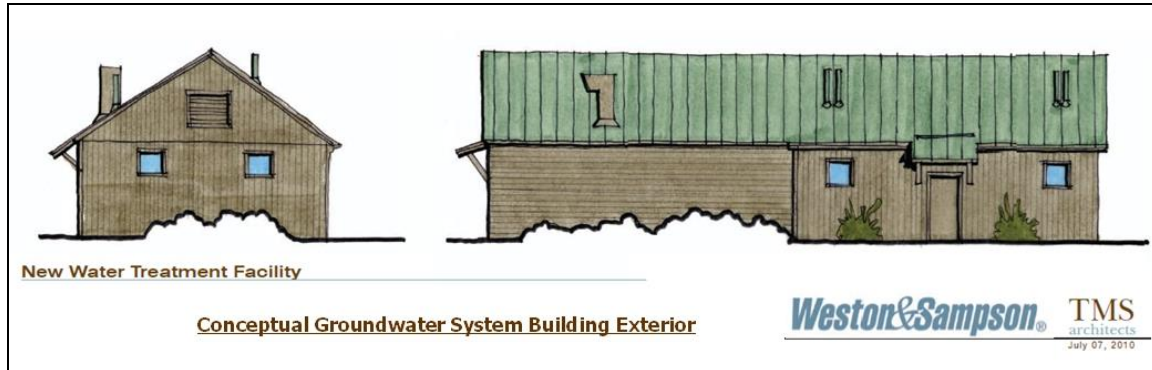 New Water Treatment Facility
Conceptual Groundwater System Building Exterior
Weston&Sampson®
TMS
architects
July 07, 2010